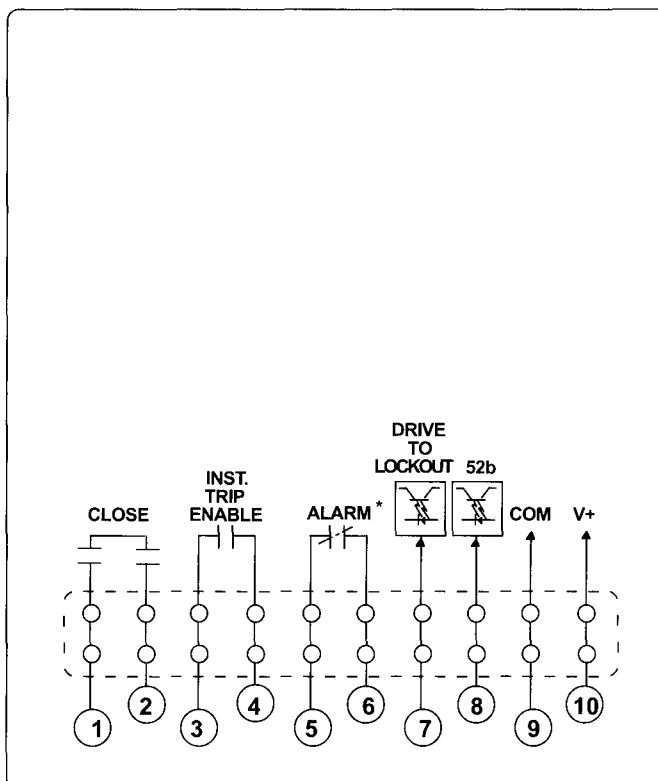 DRIVE
TO
LOCKOUT 52b
INST.
TRIP
ENABLE
CLOSE
ALARM *
COM
V+
1 2 3 4 5 6 7 8 9 10